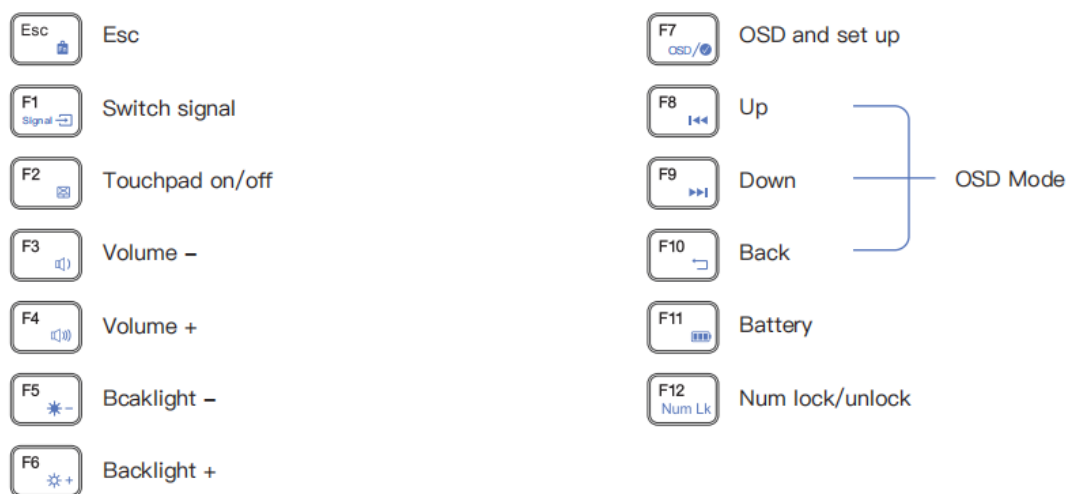 Esc
Esc
F1
Signal
Switch signal
F2
Touchpad on/off
F3
Volume –
F4
Volume +
F5
–
Bcaklight –
F6
+
Backlight +
F7
OSD/
OSD and set up
F8
Up
F9
Down
F10
Back
OSD Mode
F11
Battery
F12
Num Lk
Num lock/unlock